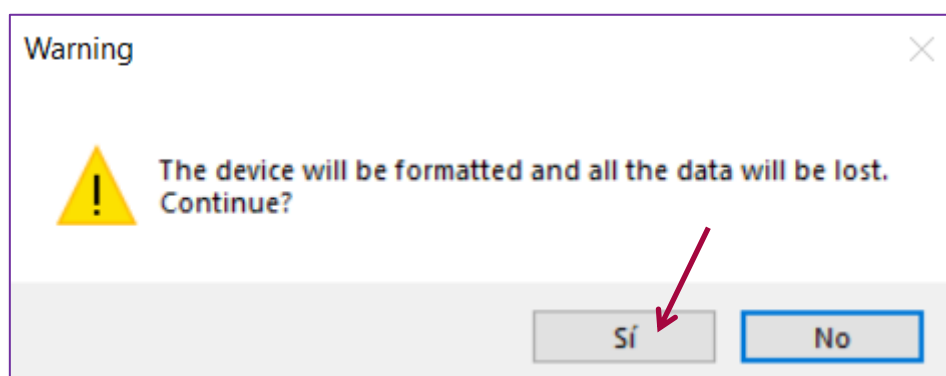 Warning
The device will be formatted and all the data will be lost.
Continue?
Sí
No